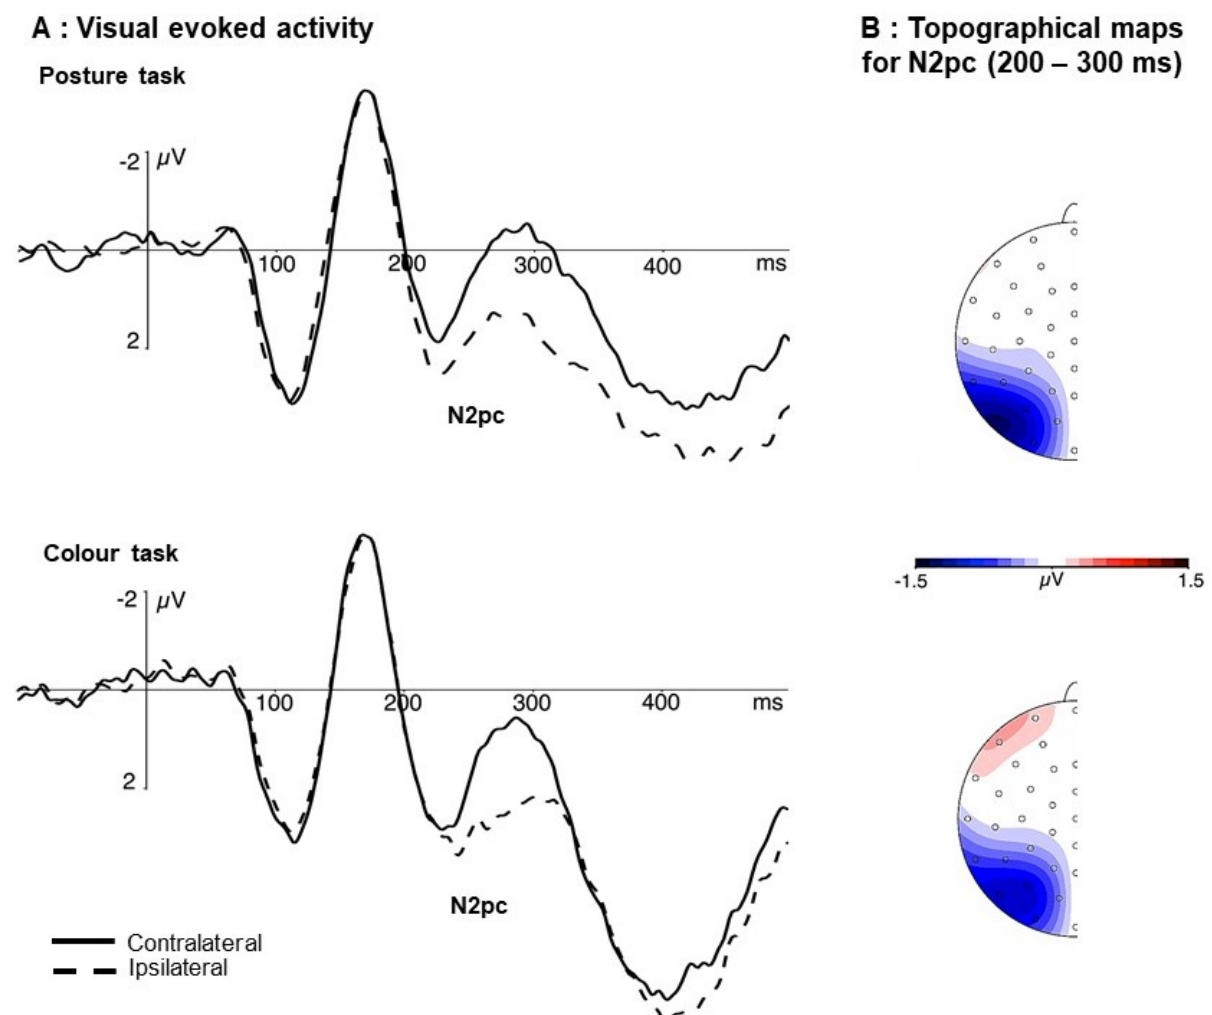 A : Visual evoked activity
B : Topographical maps
for N2pc (200 – 300 ms)
Posture task
-2 µV
100 200 300 400 ms
2
N2pc
Colour task
-1.5 µV 1.5
-2 µV
100 200 300 400 ms
2
N2pc
Contralateral
Ipsilateral